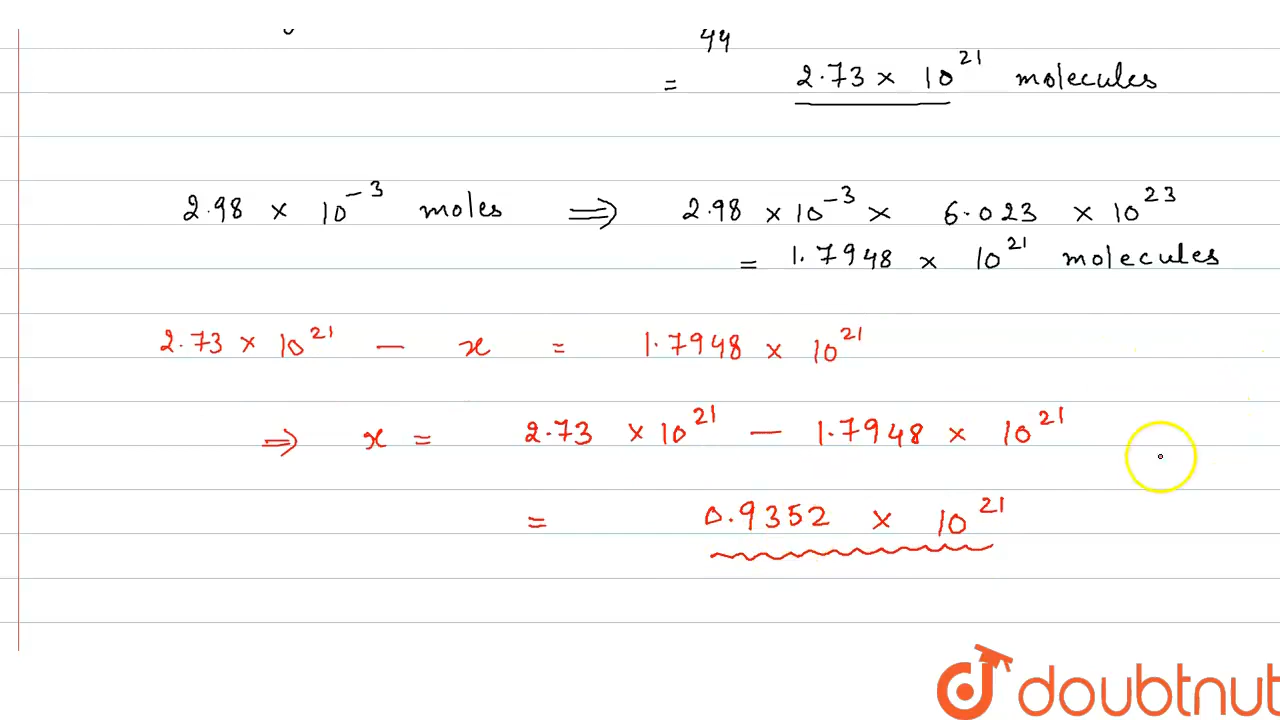 44
= 2.73 × 10^21 molecules
2.98 × 10^-3 moles ⟹ 2.98 × 10^-3 × 6.023 × 10^23
= 1.7948 × 10^21 molecules
2.73 × 10^21 − x = 1.7948 × 10^21
⟹ x = 2.73 × 10^21 − 1.7948 × 10^21
= 0.9352 × 10^21
doubtnut